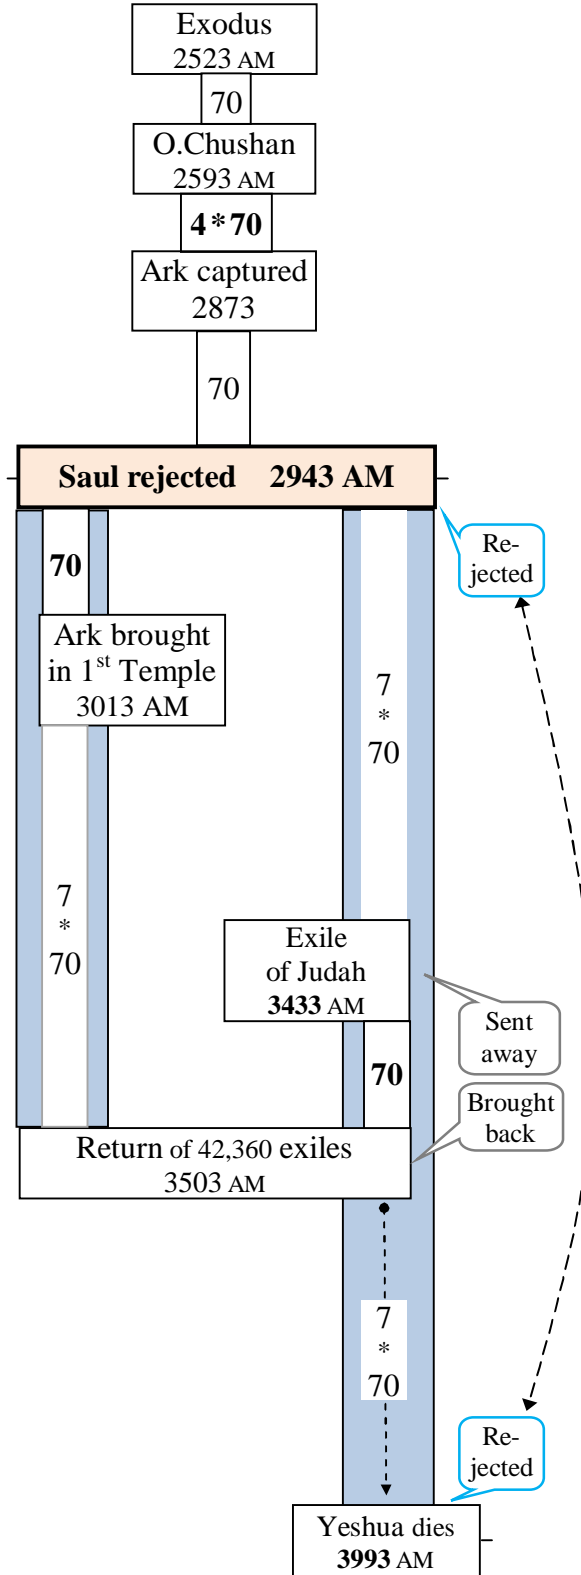 Exodus
2523 AM
70
O.Chushan
2593 AM
4*70
Ark captured
2873
70
Saul rejected 2943 AM
70
Re-
jected
Ark brought
in 1st Temple
3013 AM
7
*
70
7
*
70
Exile
of Judah
3433 AM
Sent
away
70
Brought
back
Return of 42,360 exiles
3503 AM
7
*
70
Re-
jected
Yeshua dies
3993 AM